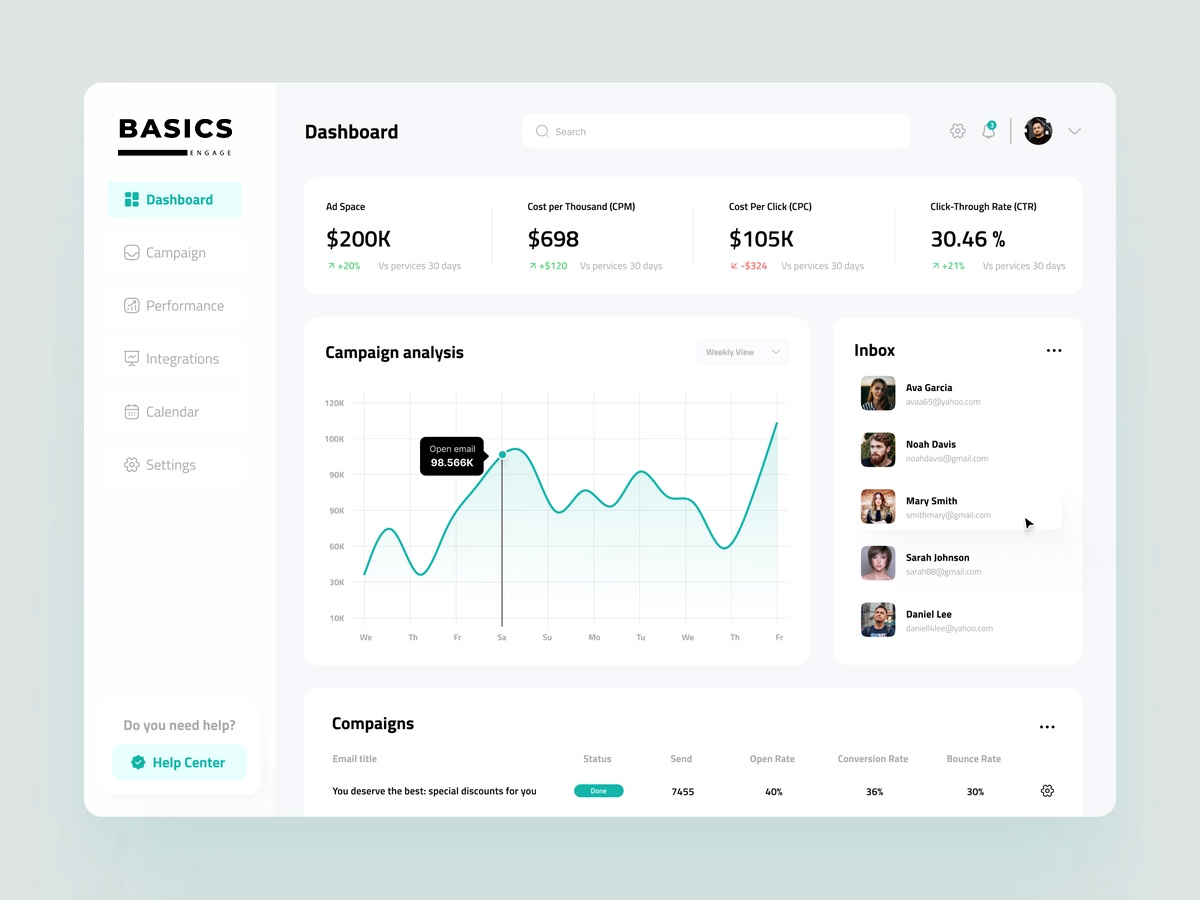 BASICS
ENGAGE
Dashboard
Campaign
Performance
Integrations
Calendar
Settings
Do you need help?
Help Center
Dashboard
Search
3
Ad Space
$200K
+20% Vs pervices 30 days
Cost per Thousand (CPM)
$698
+$120 Vs pervices 30 days
Cost Per Click (CPC)
$105K
-$324 Vs pervices 30 days
Click-Through Rate (CTR)
30.46 %
+21% Vs pervices 30 days
Campaign analysis
Weekly View
120K
100K
90K
90K
60K
30K
10K
Open email
98.566K
We Th Fr Sa Su Mo Tu We Th Fr
Inbox
Ava Garcia
avaa65@yahoo.com
Noah Davis
noahdavis@gmail.com
Mary Smith
smithmary@gmail.com
Sarah Johnson
sarah88@gmail.com
Daniel Lee
daniell4lee@yahoo.com
Compaigns
Email title Status Send Open Rate Conversion Rate Bounce Rate
You deserve the best: special discounts for you Done 7455 40% 36% 30%